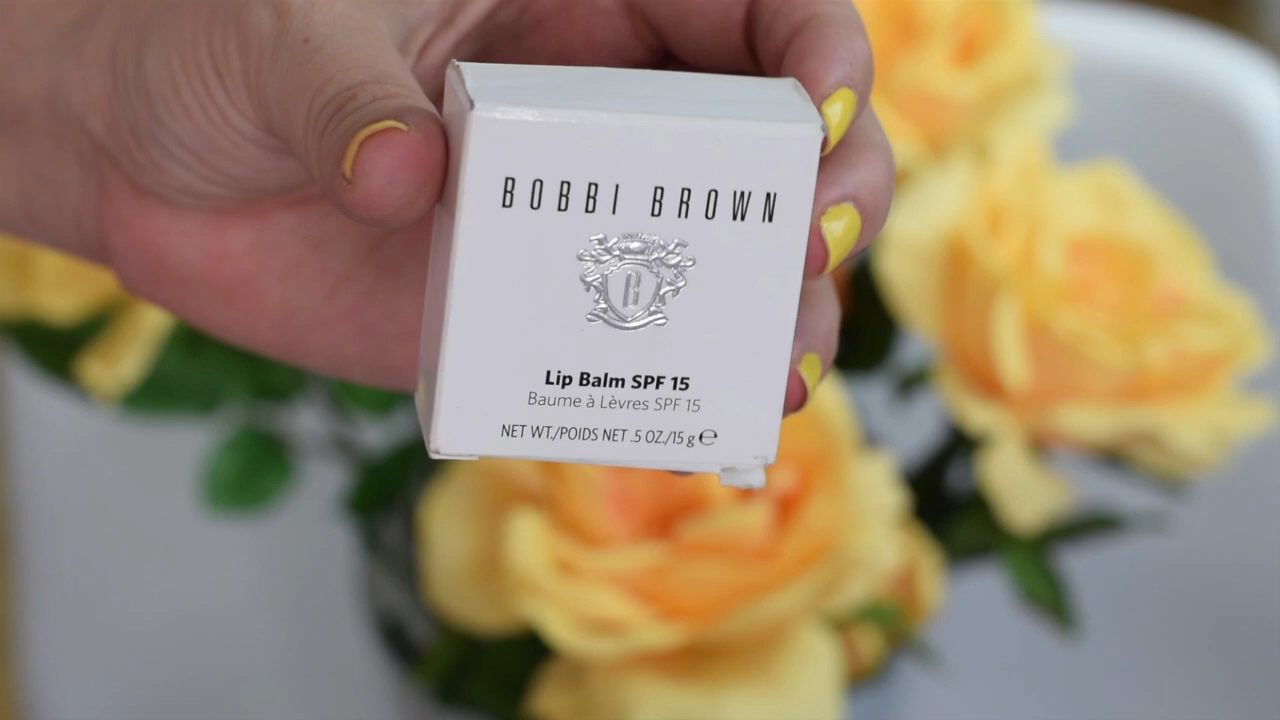 BOBBI BROWN
B
Lip Balm SPF 15
Baume à Lèvres SPF 15
NET WT./POIDS NET .5 OZ./15 g ℮